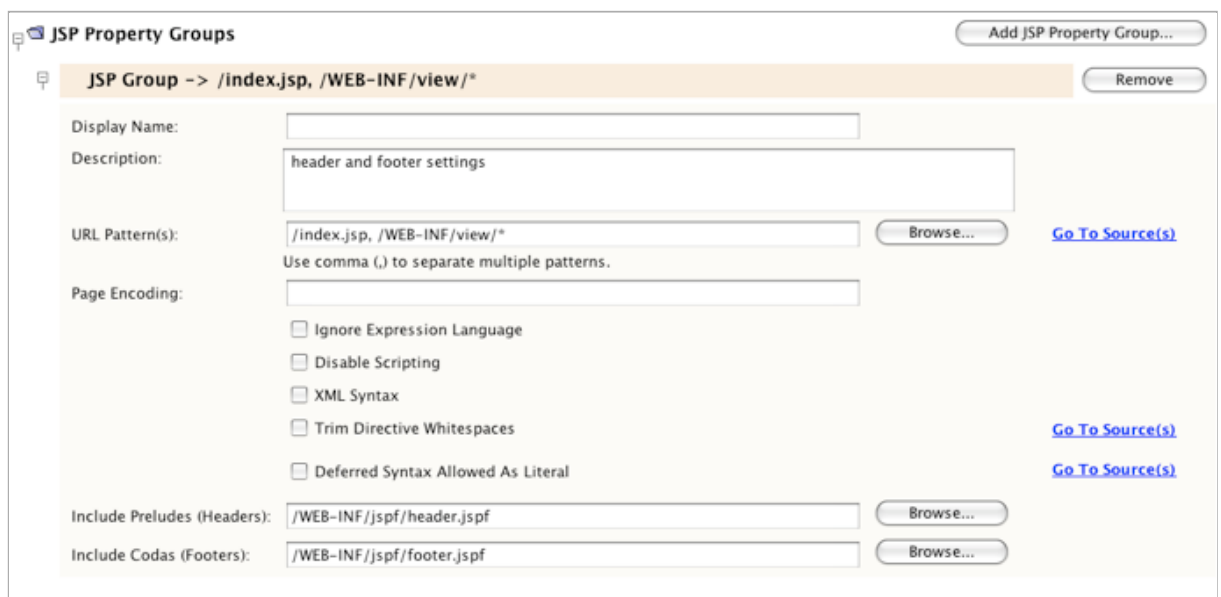 JSP Property Groups Add JSP Property Group...
JSP Group -> /index.jsp, /WEB-INF/view/* Remove
Display Name:
Description: header and footer settings
URL Pattern(s): /index.jsp, /WEB-INF/view/* Browse... Go To Source(s)
Use comma (,) to separate multiple patterns.
Page Encoding:
Ignore Expression Language
Disable Scripting
XML Syntax
Trim Directive Whitespaces Go To Source(s)
Deferred Syntax Allowed As Literal Go To Source(s)
Include Preludes (Headers): /WEB-INF/jspf/header.jspf Browse...
Include Codas (Footers): /WEB-INF/jspf/footer.jspf Browse...